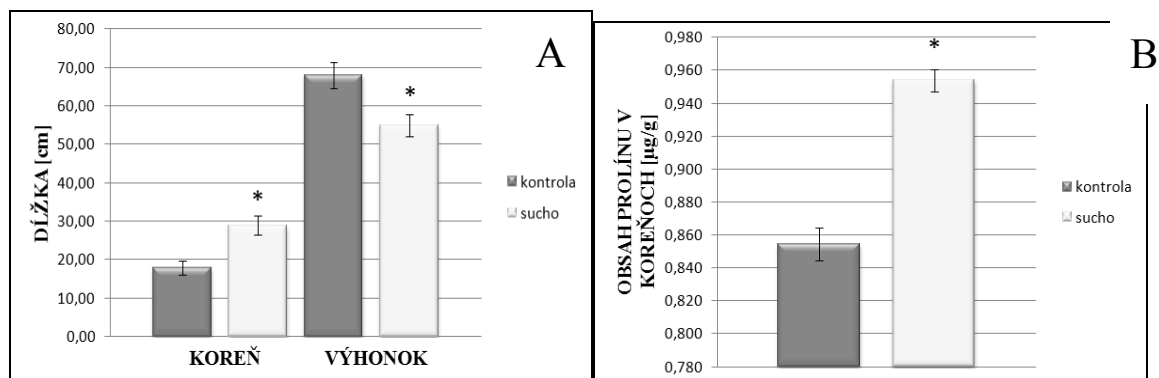 A
DĹŽKA [cm]
80,00
70,00
60,00
50,00
40,00
30,00
20,00
10,00
0,00
*
*
KOREŇ VÝHONOK
kontrola
sucho
B
OBSAH PROLÍNU V
KOREŇOCH [µg/g]
0,980
0,960
0,940
0,920
0,900
0,880
0,860
0,840
0,820
0,800
0,780
*
kontrola
sucho